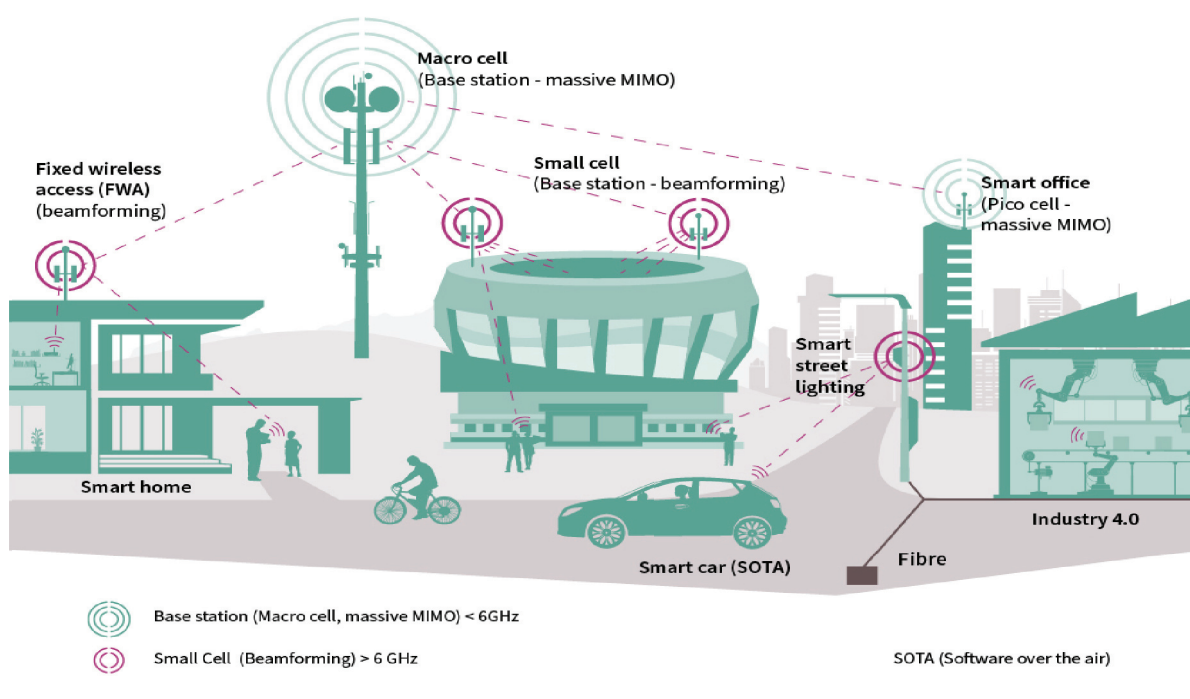 Macro cell
(Base station - massive MIMO)
Fixed wireless
access (FWA)
(beamforming)
Small cell
(Base station - beamforming)
Smart office
(Pico cell -
massive MIMO)
Smart
street
lighting
Smart home
Industry 4.0
Smart car (SOTA)
Fibre
Base station (Macro cell, massive MIMO) < 6GHz
Small Cell (Beamforming) > 6 GHz
SOTA (Software over the air)